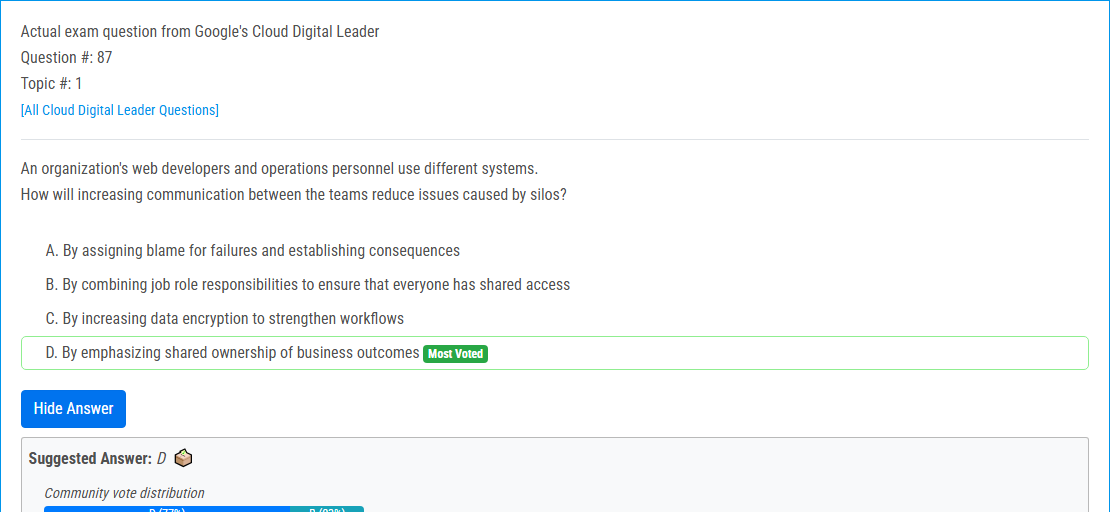 Actual exam question from Google's Cloud Digital Leader
Question #: 87
Topic #: 1
[All Cloud Digital Leader Questions]
An organization's web developers and operations personnel use different systems.
How will increasing communication between the teams reduce issues caused by silos?
A. By assigning blame for failures and establishing consequences
B. By combining job role responsibilities to ensure that everyone has shared access
C. By increasing data encryption to strengthen workflows
D. By emphasizing shared ownership of business outcomes Most Voted
Hide Answer
Suggested Answer: D
Community vote distribution